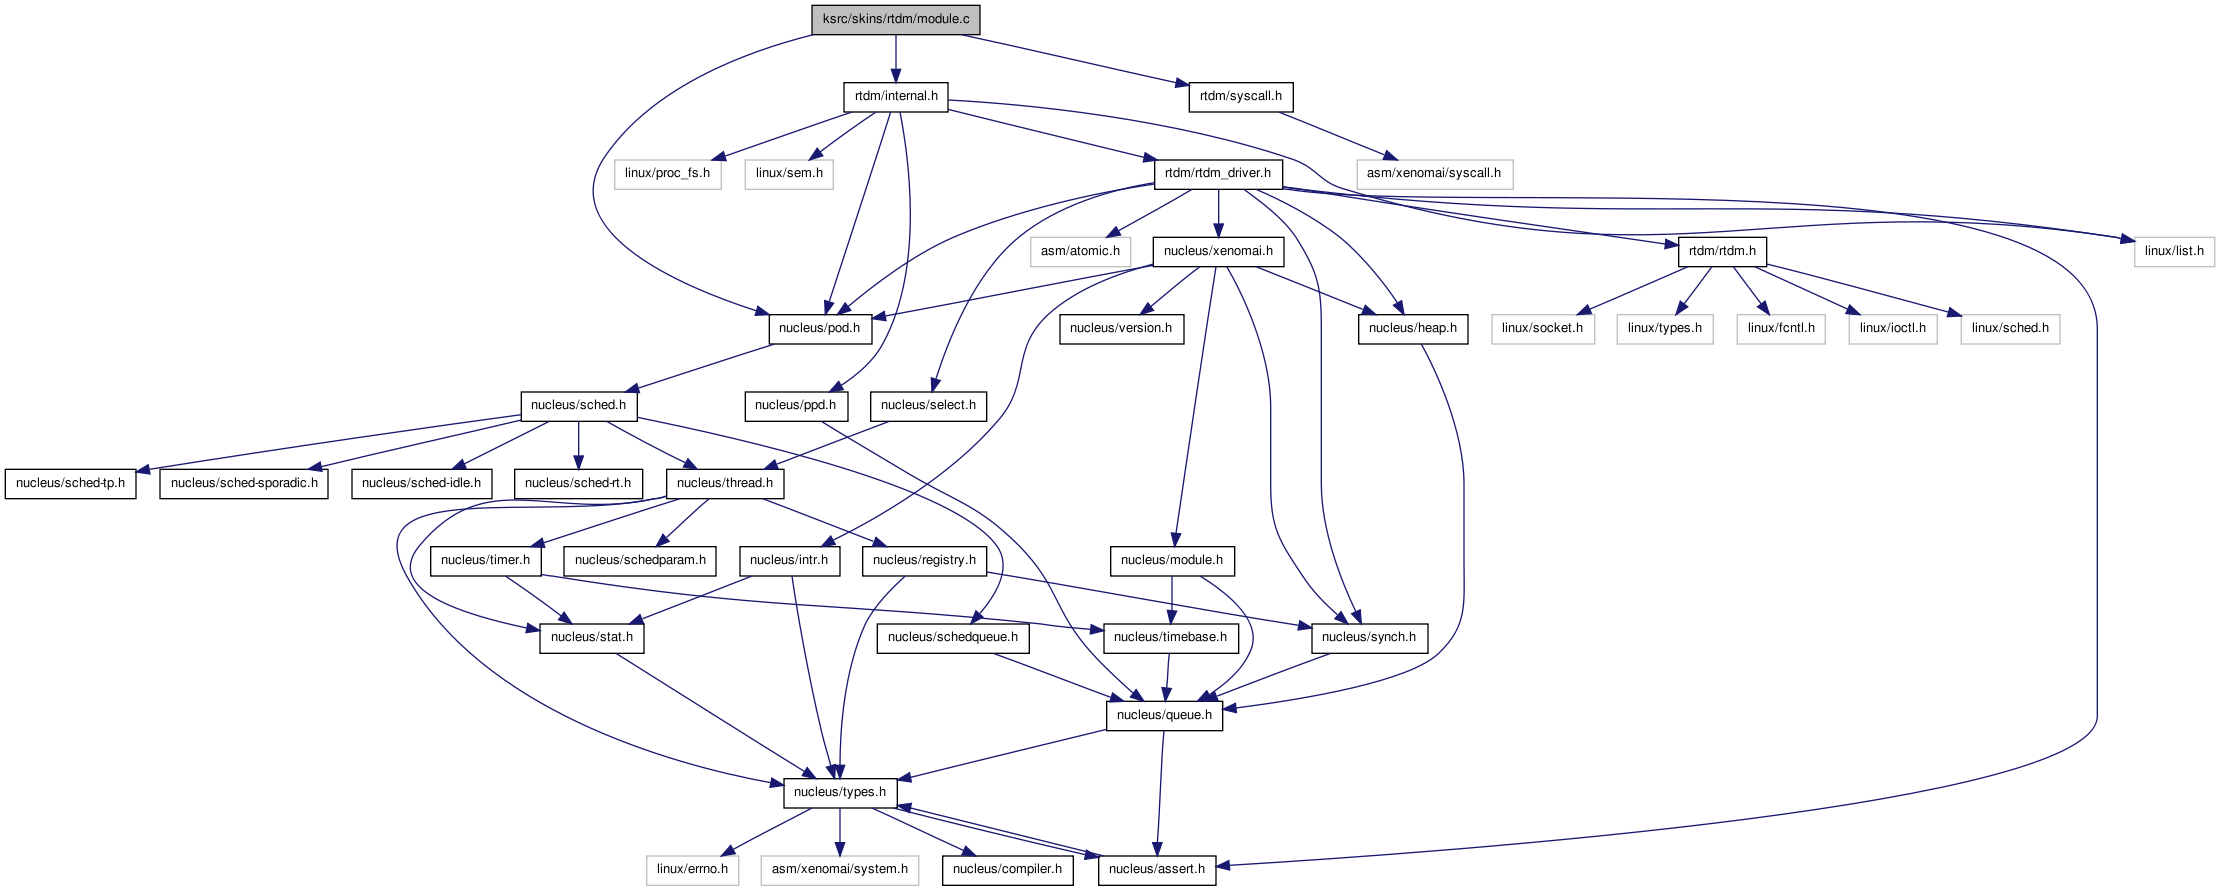 ksrc/skins/rtdm/module.c
rtdm/internal.h
rtdm/syscall.h
linux/proc_fs.h
linux/sem.h
rtdm/rtdm_driver.h
asm/xenomai/syscall.h
asm/atomic.h
nucleus/xenomai.h
rtdm/rtdm.h
linux/list.h
nucleus/pod.h
nucleus/version.h
nucleus/heap.h
linux/socket.h
linux/types.h
linux/fcntl.h
linux/ioctl.h
linux/sched.h
nucleus/sched.h
nucleus/ppd.h
nucleus/select.h
nucleus/sched-tp.h
nucleus/sched-sporadic.h
nucleus/sched-idle.h
nucleus/sched-rt.h
nucleus/thread.h
nucleus/timer.h
nucleus/schedparam.h
nucleus/intr.h
nucleus/registry.h
nucleus/module.h
nucleus/stat.h
nucleus/schedqueue.h
nucleus/timebase.h
nucleus/synch.h
nucleus/queue.h
nucleus/types.h
linux/errno.h
asm/xenomai/system.h
nucleus/compiler.h
nucleus/assert.h